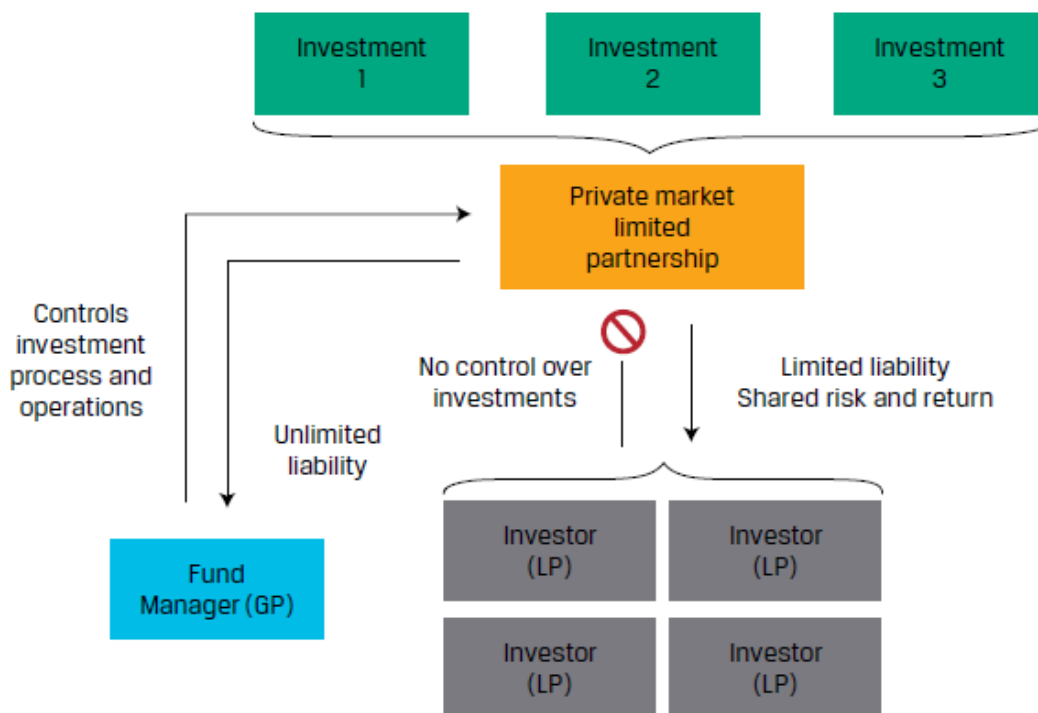 Investment
1
Investment
2
Investment
3
Private market
limited
partnership
Controls
investment
process and
operations
No control over
investments
Limited liability
Shared risk and return
Unlimited
liability
Fund
Manager (GP)
Investor
(LP)
Investor
(LP)
Investor
(LP)
Investor
(LP)